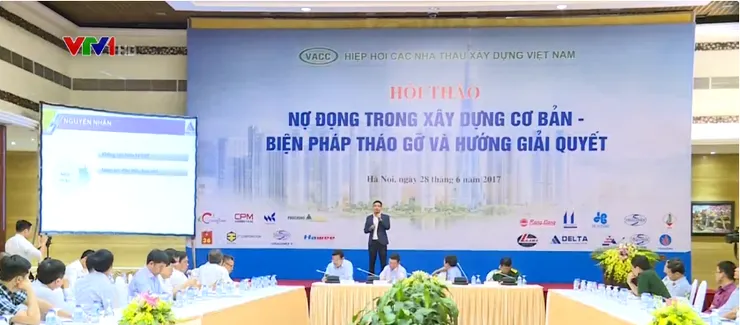 VTV1
HD
VACC
HIỆP HỘI CÁC NHÀ THẦU XÂY DỰNG VIỆT NAM
HỘI THẢO
NỢ ĐỌNG TRONG XÂY DỰNG CƠ BẢN -
BIỆN PHÁP THÁO GỠ VÀ HƯỚNG GIẢI QUYẾT
Hà Nội, ngày 28 tháng 6 năm 2017
NGUYÊN NHÂN
CPM
DELTA